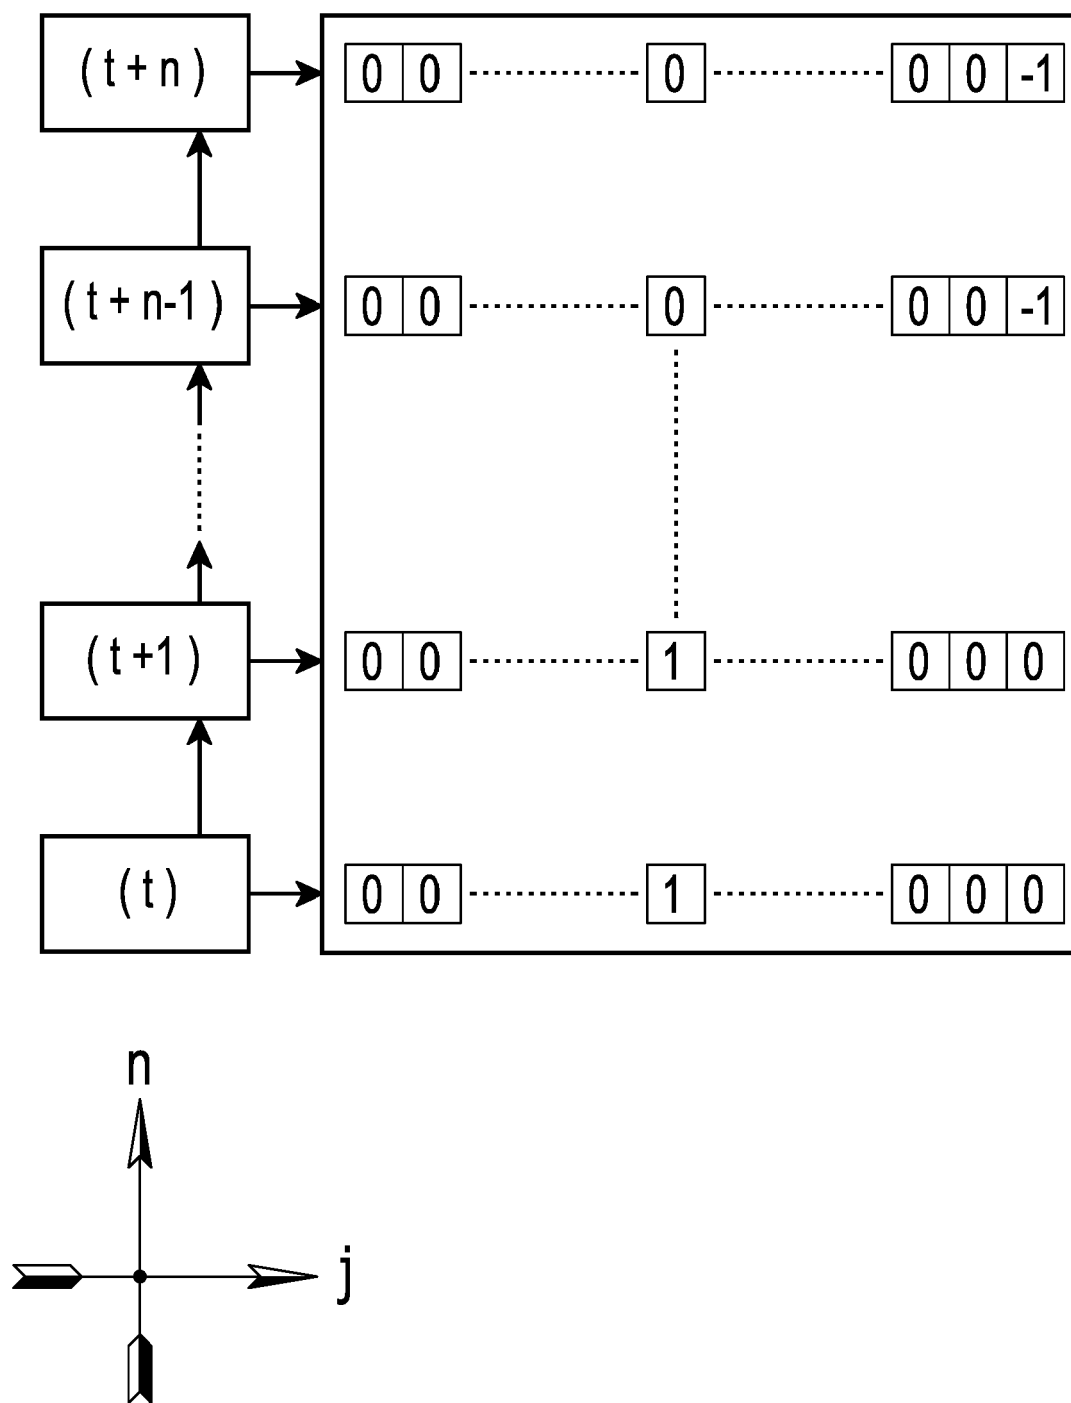 ( t + n ) 0 0 0 0 0 -1
( t + n-1 ) 0 0 0 0 0 -1
( t +1 ) 0 0 1 0 0 0
( t ) 0 0 1 0 0 0
n
j